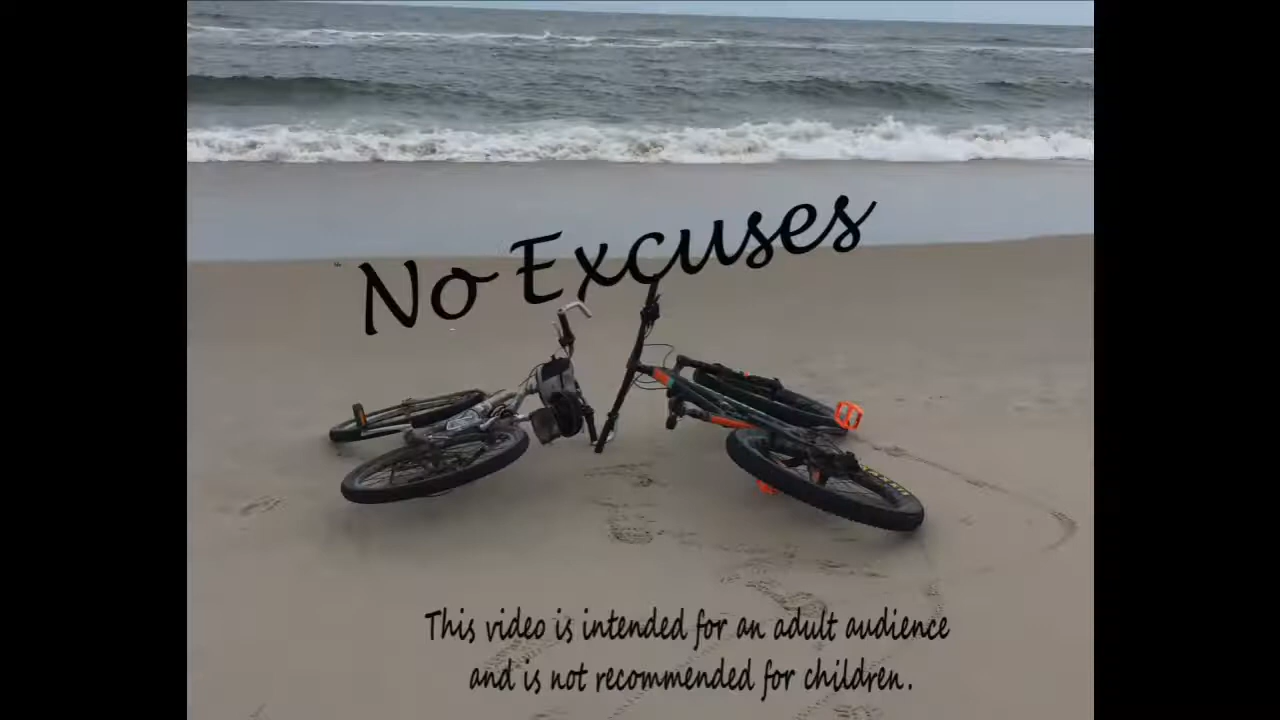 No Excuses
This video is intended for an adult audience
and is not recommended for children.